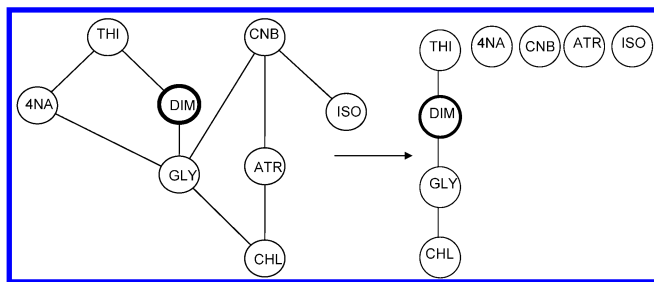 THI
CNB
4NA
DIM
ISO
GLY
ATR
CHL
THI
4NA
CNB
ATR
ISO
DIM
GLY
CHL